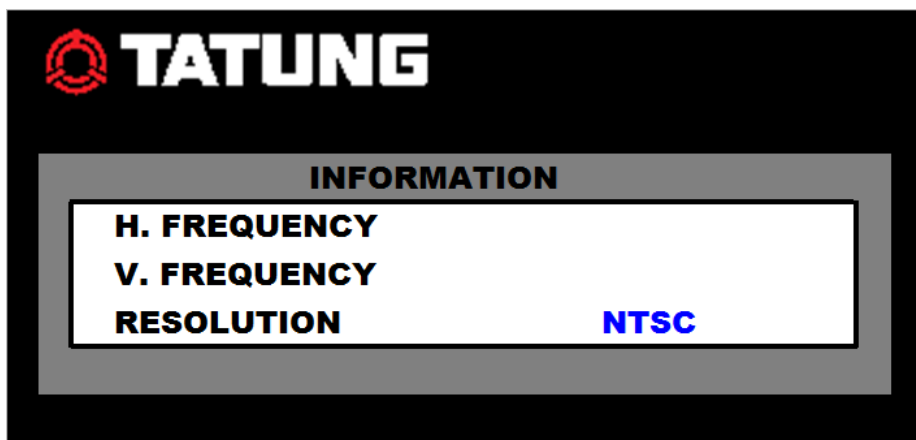 TATUNG
INFORMATION
H. FREQUENCY
V. FREQUENCY
RESOLUTION NTSC